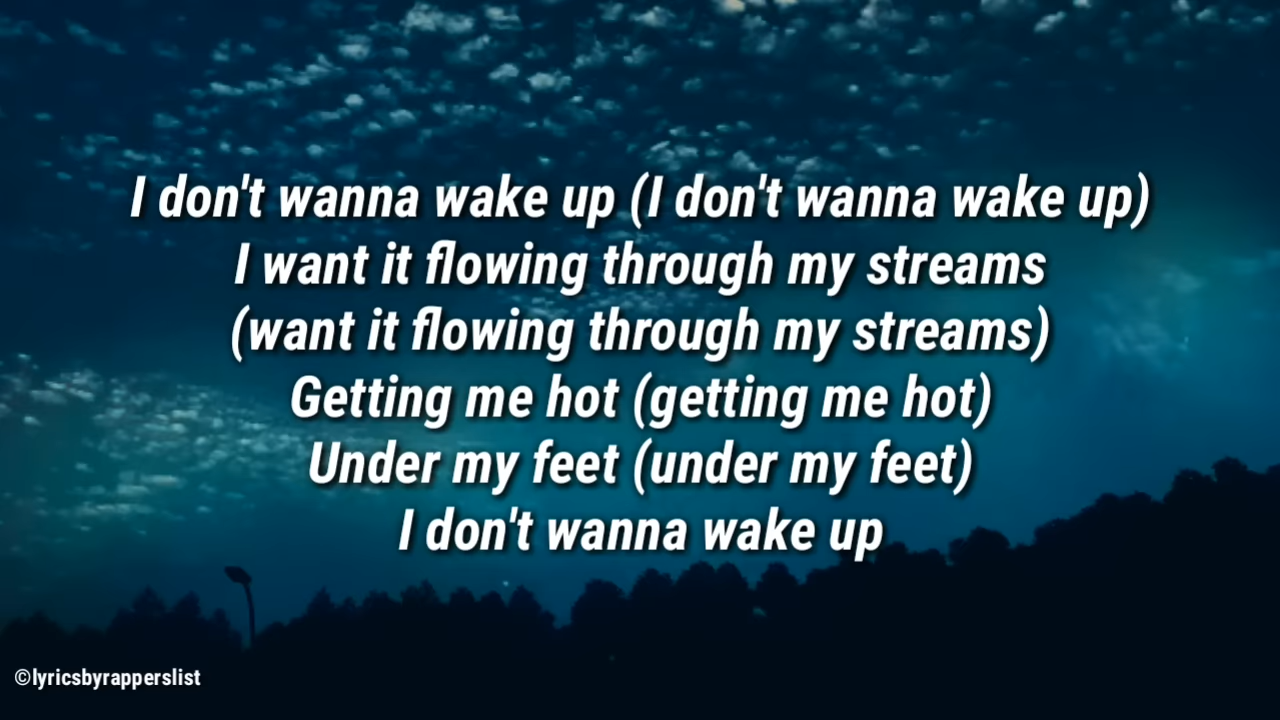 I don't wanna wake up (I don't wanna wake up)
I want it flowing through my streams
(want it flowing through my streams)
Getting me hot (getting me hot)
Under my feet (under my feet)
I don't wanna wake up
©lyricsbyrapperslist